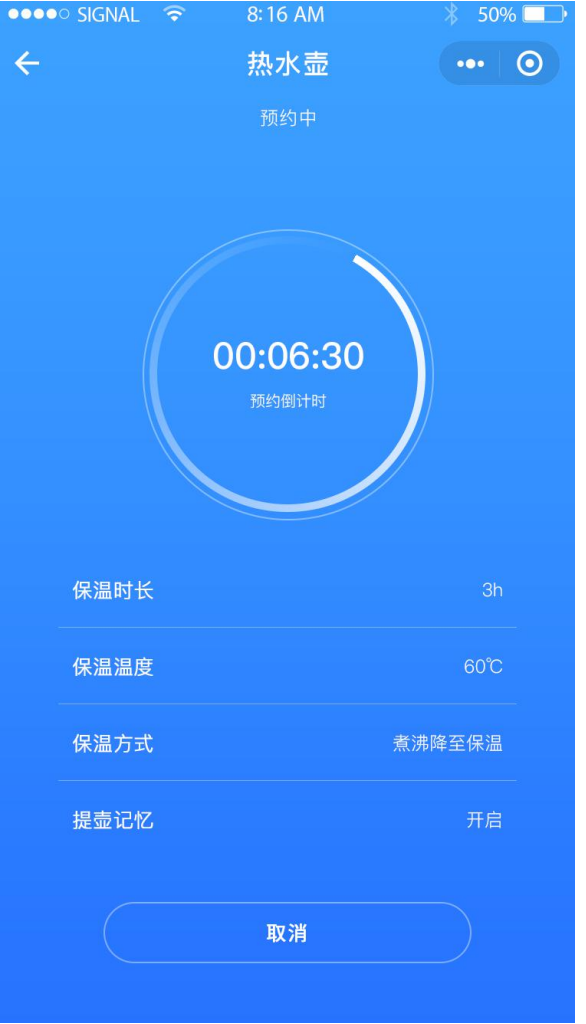 SIGNAL 8:16 AM 50%
热水壶
预约中
00:06:30
预约倒计时
保温时长 3h
保温温度 60℃
保温方式 煮沸降至保温
提壶记忆 开启
取消